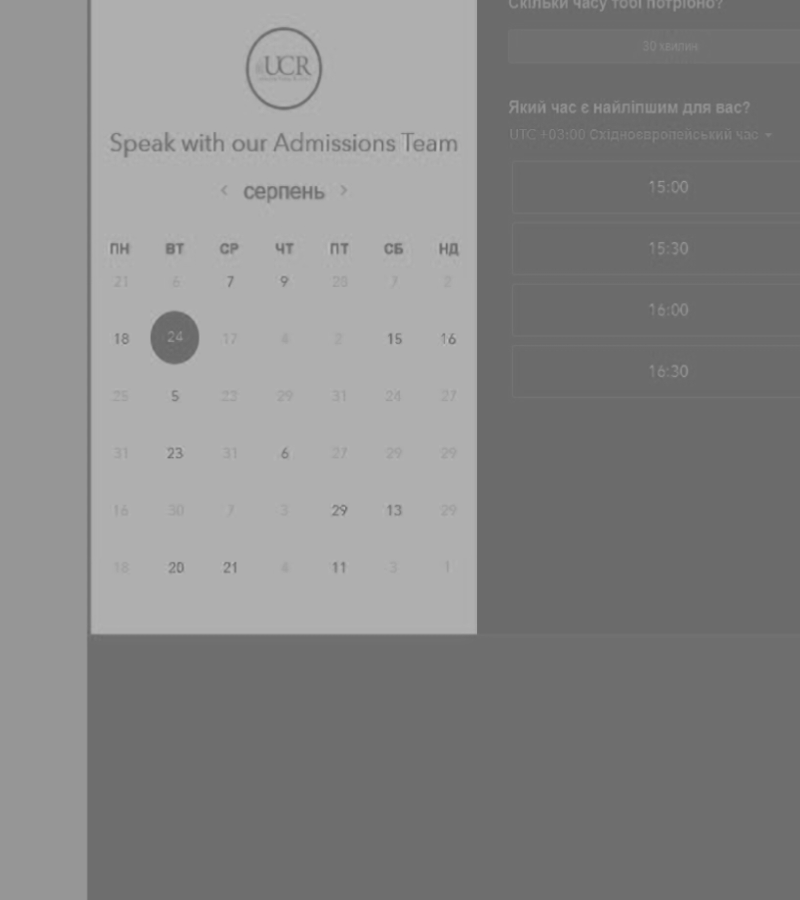 UCR
Speak with our Admissions Team
серпень
ПН ВТ СР ЧТ ПТ СБ НД
21 6 7 9 28 7 2
18 24 17 4 2 15 16
25 5 23 29 31 24 27
31 23 31 6 27 29 29
16 30 7 3 29 13 29
18 20 21 4 11 3 1
Скільки часу тобі потрібно?
30 хвилин
Який час є найліпшим для вас?
UTC +03:00 Східноєвропейський час
15:00
15:30
16:00
16:30